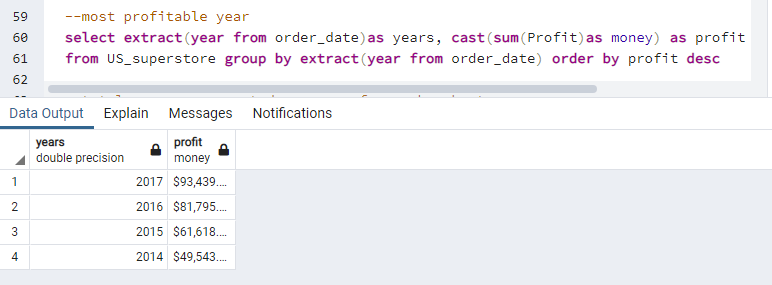 59 --most profitable year
60 select extract(year from order_date)as years, cast(sum(Profit)as money) as profit
61 from US_superstore group by extract(year from order_date) order by profit desc
62
Data Output Explain Messages Notifications
years profit
double precision money
1 2017 $93,439....
2 2016 $81,795....
3 2015 $61,618....
4 2014 $49,543....